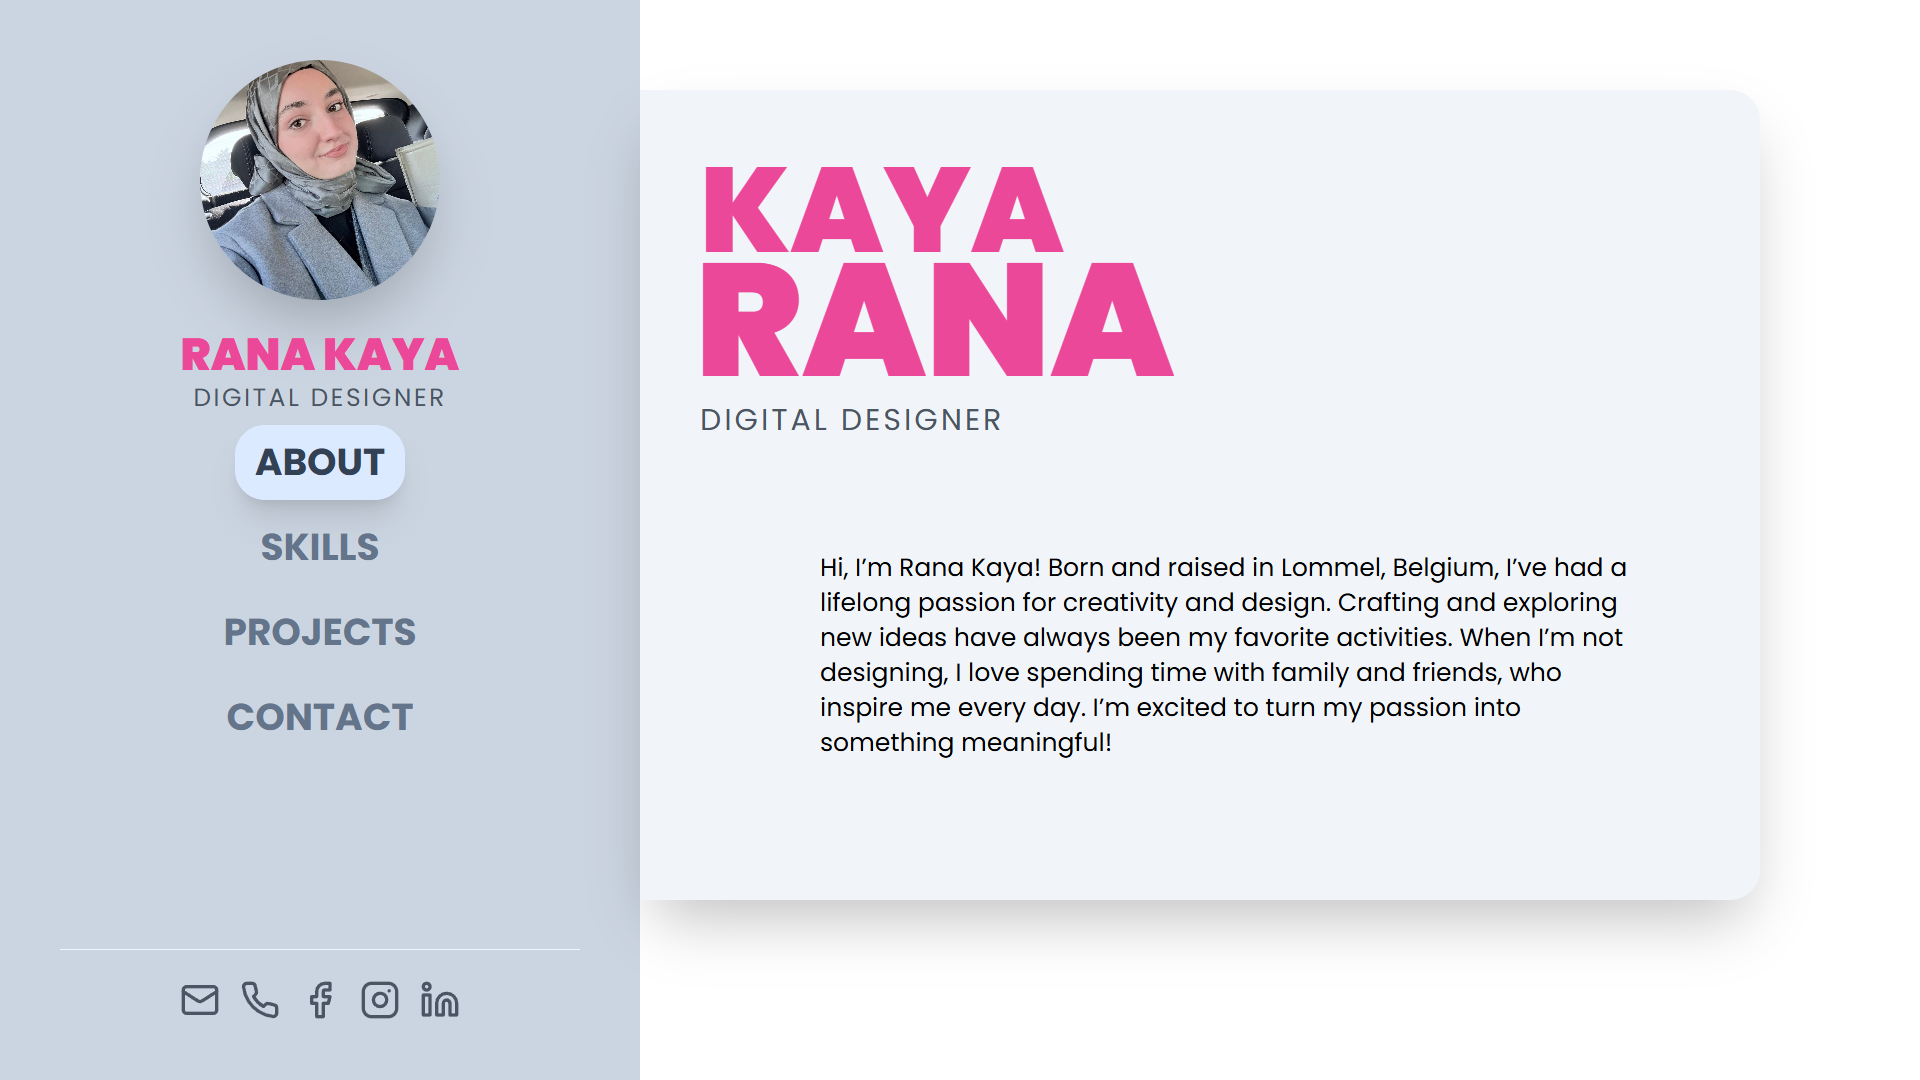 RANA KAYA
DIGITAL DESIGNER
ABOUT
SKILLS
PROJECTS
CONTACT
KAYA
RANA
DIGITAL DESIGNER
Hi, I’m Rana Kaya! Born and raised in Lommel, Belgium, I’ve had a
lifelong passion for creativity and design. Crafting and exploring
new ideas have always been my favorite activities. When I’m not
designing, I love spending time with family and friends, who
inspire me every day. I’m excited to turn my passion into
something meaningful!